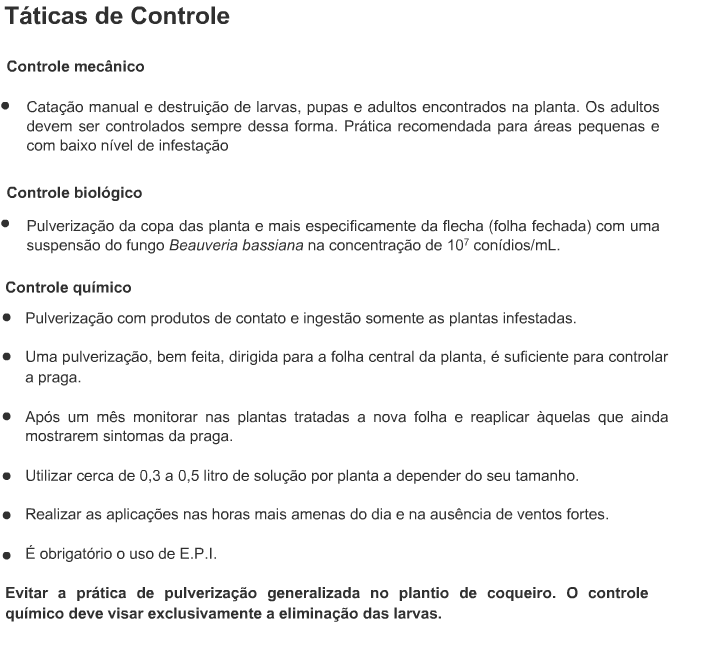 Táticas de Controle
Controle mecânico
• Catação manual e destruição de larvas, pupas e adultos encontrados na planta. Os adultos
devem ser controlados sempre dessa forma. Prática recomendada para áreas pequenas e
com baixo nível de infestação
Controle biológico
• Pulverização da copa das planta e mais especificamente da flecha (folha fechada) com uma
suspensão do fungo Beauveria bassiana na concentração de 10⁷ conídios/mL.
Controle químico
• Pulverização com produtos de contato e ingestão somente as plantas infestadas.
• Uma pulverização, bem feita, dirigida para a folha central da planta, é suficiente para controlar
a praga.
• Após um mês monitorar nas plantas tratadas a nova folha e reaplicar àquelas que ainda
mostrarem sintomas da praga.
• Utilizar cerca de 0,3 a 0,5 litro de solução por planta a depender do seu tamanho.
• Realizar as aplicações nas horas mais amenas do dia e na ausência de ventos fortes.
• É obrigatório o uso de E.P.I.
Evitar a prática de pulverização generalizada no plantio de coqueiro. O controle
químico deve visar exclusivamente a eliminação das larvas.